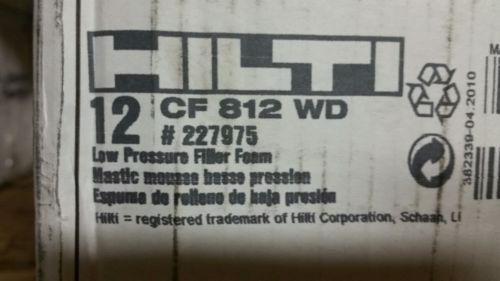 HILTI
12 CF 812 WD
# 227975
Low Pressure Filler Foam
Mastic mousse basse pression
Espuma de relleno de baja presión
Hilti = registered trademark of Hilti Corporation, Schaan, LI
382339-04.2010